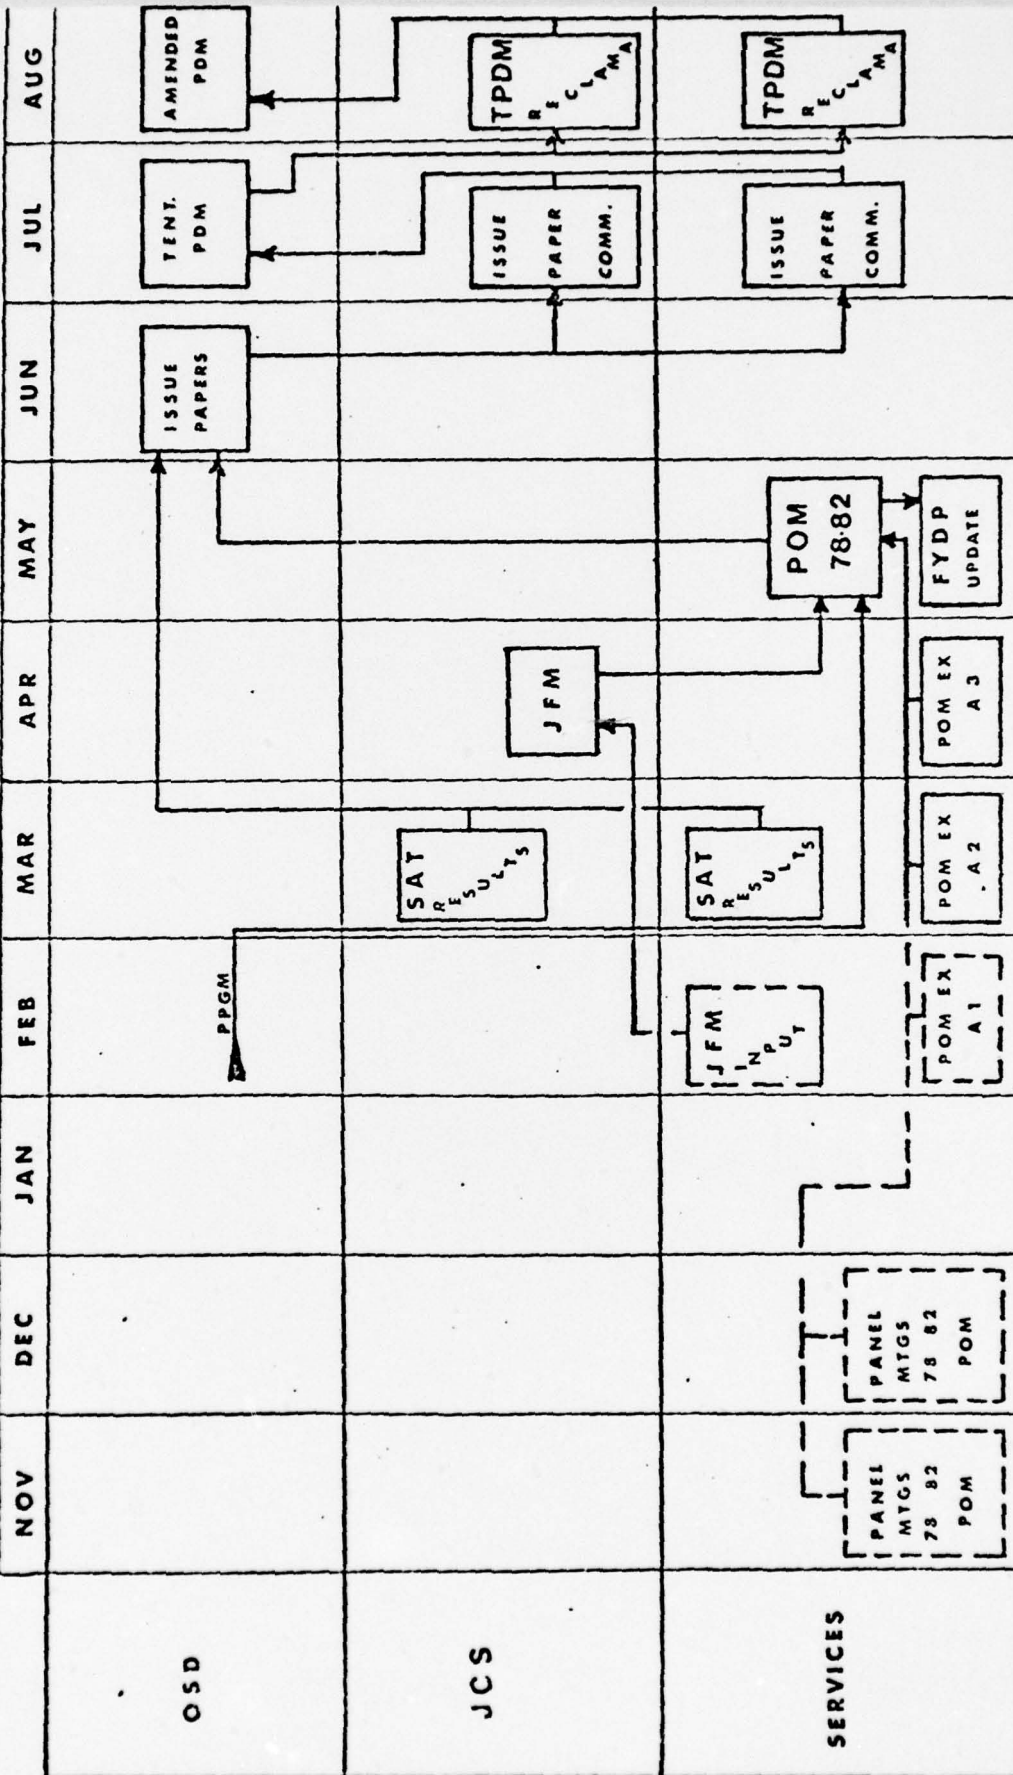 NOV DEC JAN FEB MAR APR MAY JUN JUL AUG
OSD
PPGM
ISSUE
PAPERS
TENT.
PDM
AMENDED
PDM
JCS
SAT
RESULTS
JFM
ISSUE
PAPER
COMM.
TPDM
RECLAMA
SERVICES
PANEL
MTGS
78 82
POM
PANEL
MTGS
78 82
POM
JFM
INPUT
POM EX
A1
SAT
RESULTS
POM EX
A2
POM EX
A3
POM
78-82
FYDP
UPDATE
ISSUE
PAPER
COMM.
TPDM
RECLAMA